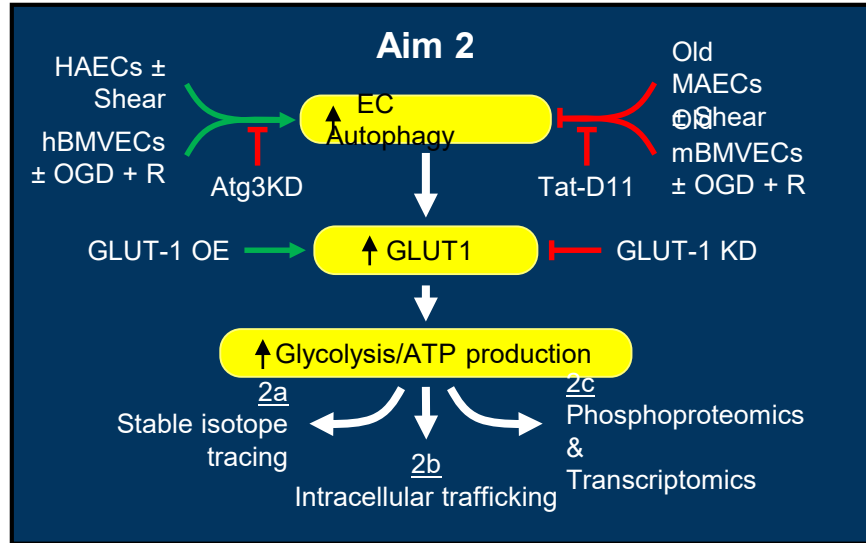 Aim 2
HAECs ±
Shear
hBMVECs
± OGD + R
Atg3KD
EC
Autophagy
Old
MAECs
± Shear
Old
mBMVECs
± OGD + R
Tat-D11
GLUT-1 OE
GLUT1
GLUT-1 KD
Glycolysis/ATP production
2a
Stable isotope
tracing
2b
Intracellular trafficking
2c
Phosphoproteomics
&
Transcriptomics